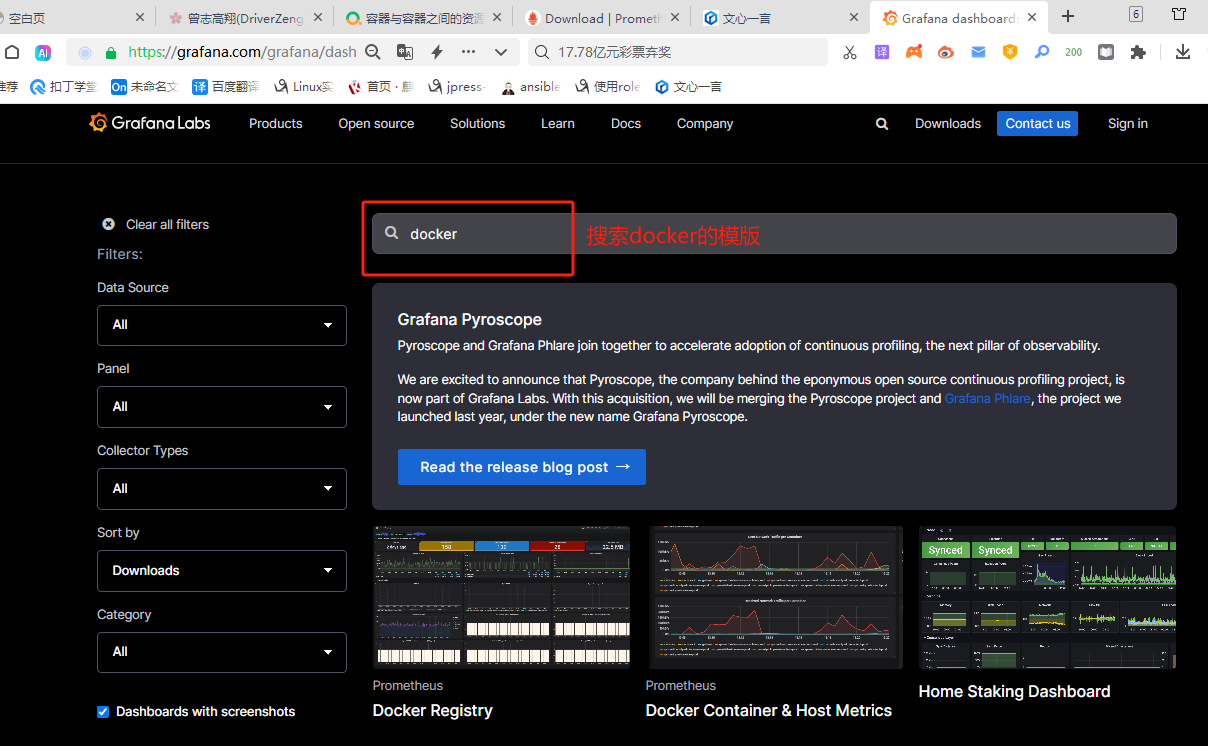 空白页
曾志高翔(DriverZeng
容器与容器之间的资源
Download | Prometh
文心一言
Grafana dashboards
6
AI
https://grafana.com/grafana/dash
17.78亿元彩票弃奖
译
200
推荐
扣丁学堂
On 未命名文
译 百度翻译
Linux实
首页 · 麒
jpress-
ansible
使用role
文心一言
Grafana Labs
Products
Open source
Solutions
Learn
Docs
Company
Downloads
Contact us
Sign in
Clear all filters
Filters:
Data Source
All
Panel
All
Collector Types
All
Sort by
Downloads
Category
All
Dashboards with screenshots
docker
搜索docker的模版
Grafana Pyroscope
Pyroscope and Grafana Phlare join together to accelerate adoption of continuous profiling, the next pillar of observability.
We are excited to announce that Pyroscope, the company behind the eponymous open source continuous profiling project, is
now part of Grafana Labs. With this acquisition, we will be merging the Pyroscope project and Grafana Phlare, the project we
launched last year, under the new name Grafana Pyroscope.
Read the release blog post →
Synced
Synced
Prometheus
Docker Registry
Prometheus
Docker Container & Host Metrics
Home Staking Dashboard